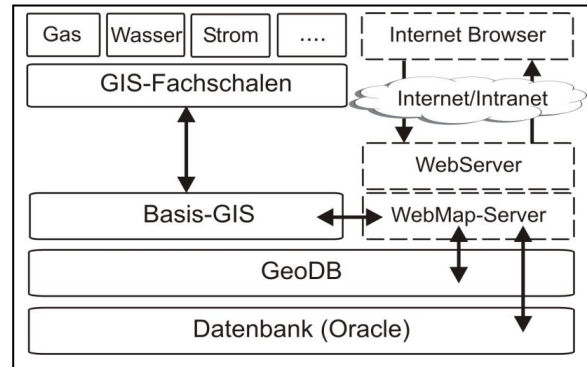 Gas Wasser Strom .... Internet Browser
GIS-Fachschalen
Internet/Intranet
WebServer
Basis-GIS WebMap-Server
GeoDB
Datenbank (Oracle)